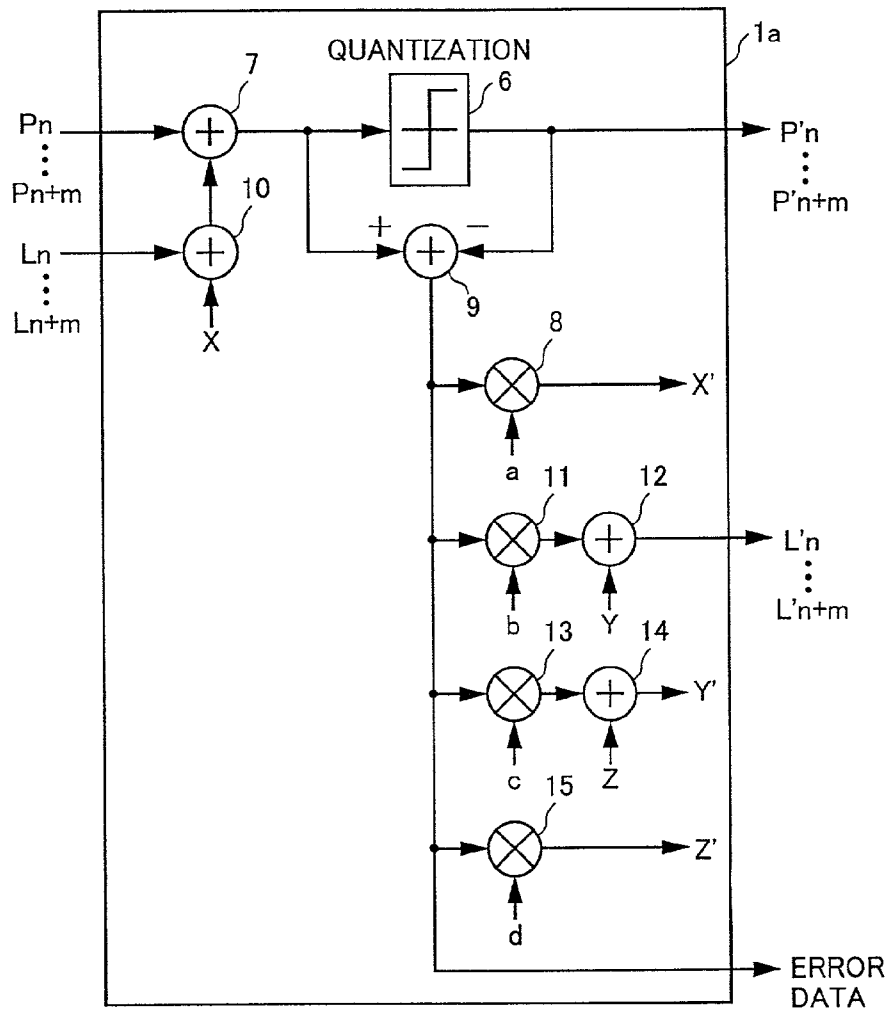 1a
QUANTIZATION
7
6
Pn
P'n
Pn+m
P'n+m
10
+
−
Ln
Ln+m
9
X
8
X'
a
11
12
L'n
L'n+m
b
Y
13
14
Y'
c
Z
15
Z'
d
ERROR
DATA